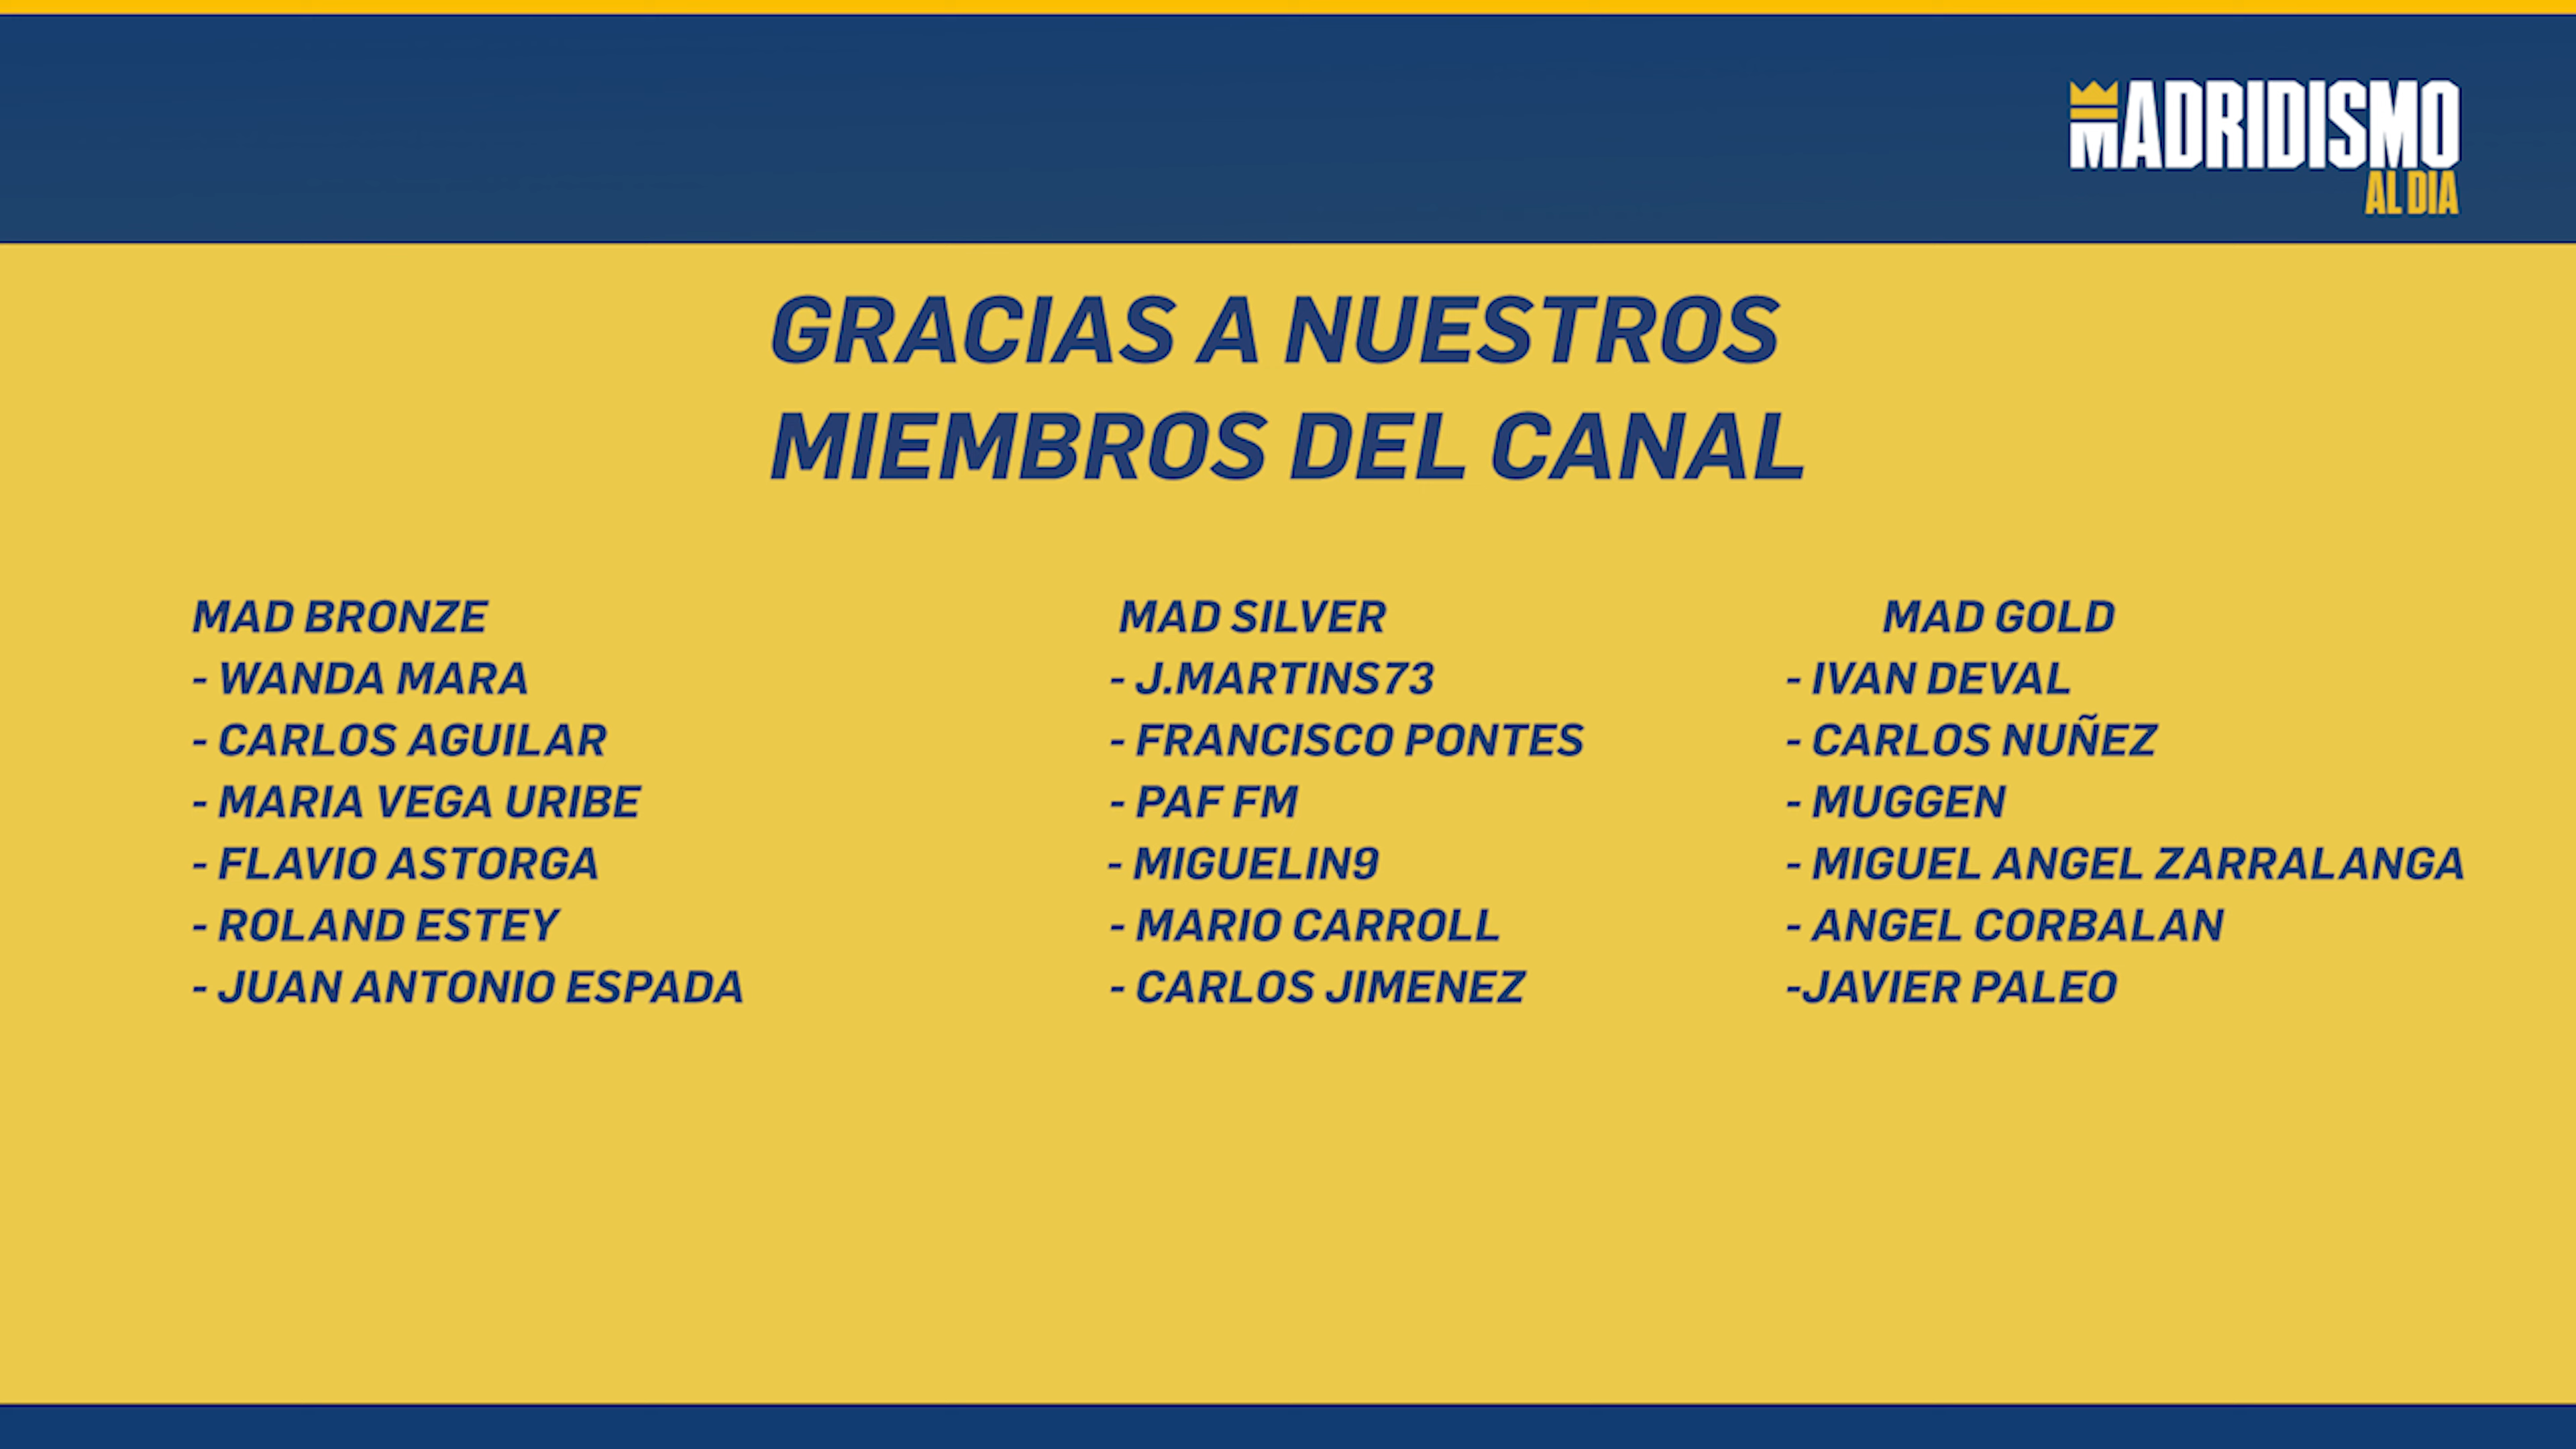 MADRIDISMO
AL DIA
GRACIAS A NUESTROS
MIEMBROS DEL CANAL
MAD BRONZE
- WANDA MARA
- CARLOS AGUILAR
- MARIA VEGA URIBE
- FLAVIO ASTORGA
- ROLAND ESTEY
- JUAN ANTONIO ESPADA
MAD SILVER
- J.MARTINS73
- FRANCISCO PONTES
- PAF FM
- MIGUELIN9
- MARIO CARROLL
- CARLOS JIMENEZ
MAD GOLD
- IVAN DEVAL
- CARLOS NUÑEZ
- MUGGEN
- MIGUEL ANGEL ZARRALANGA
- ANGEL CORBALAN
-JAVIER PALEO